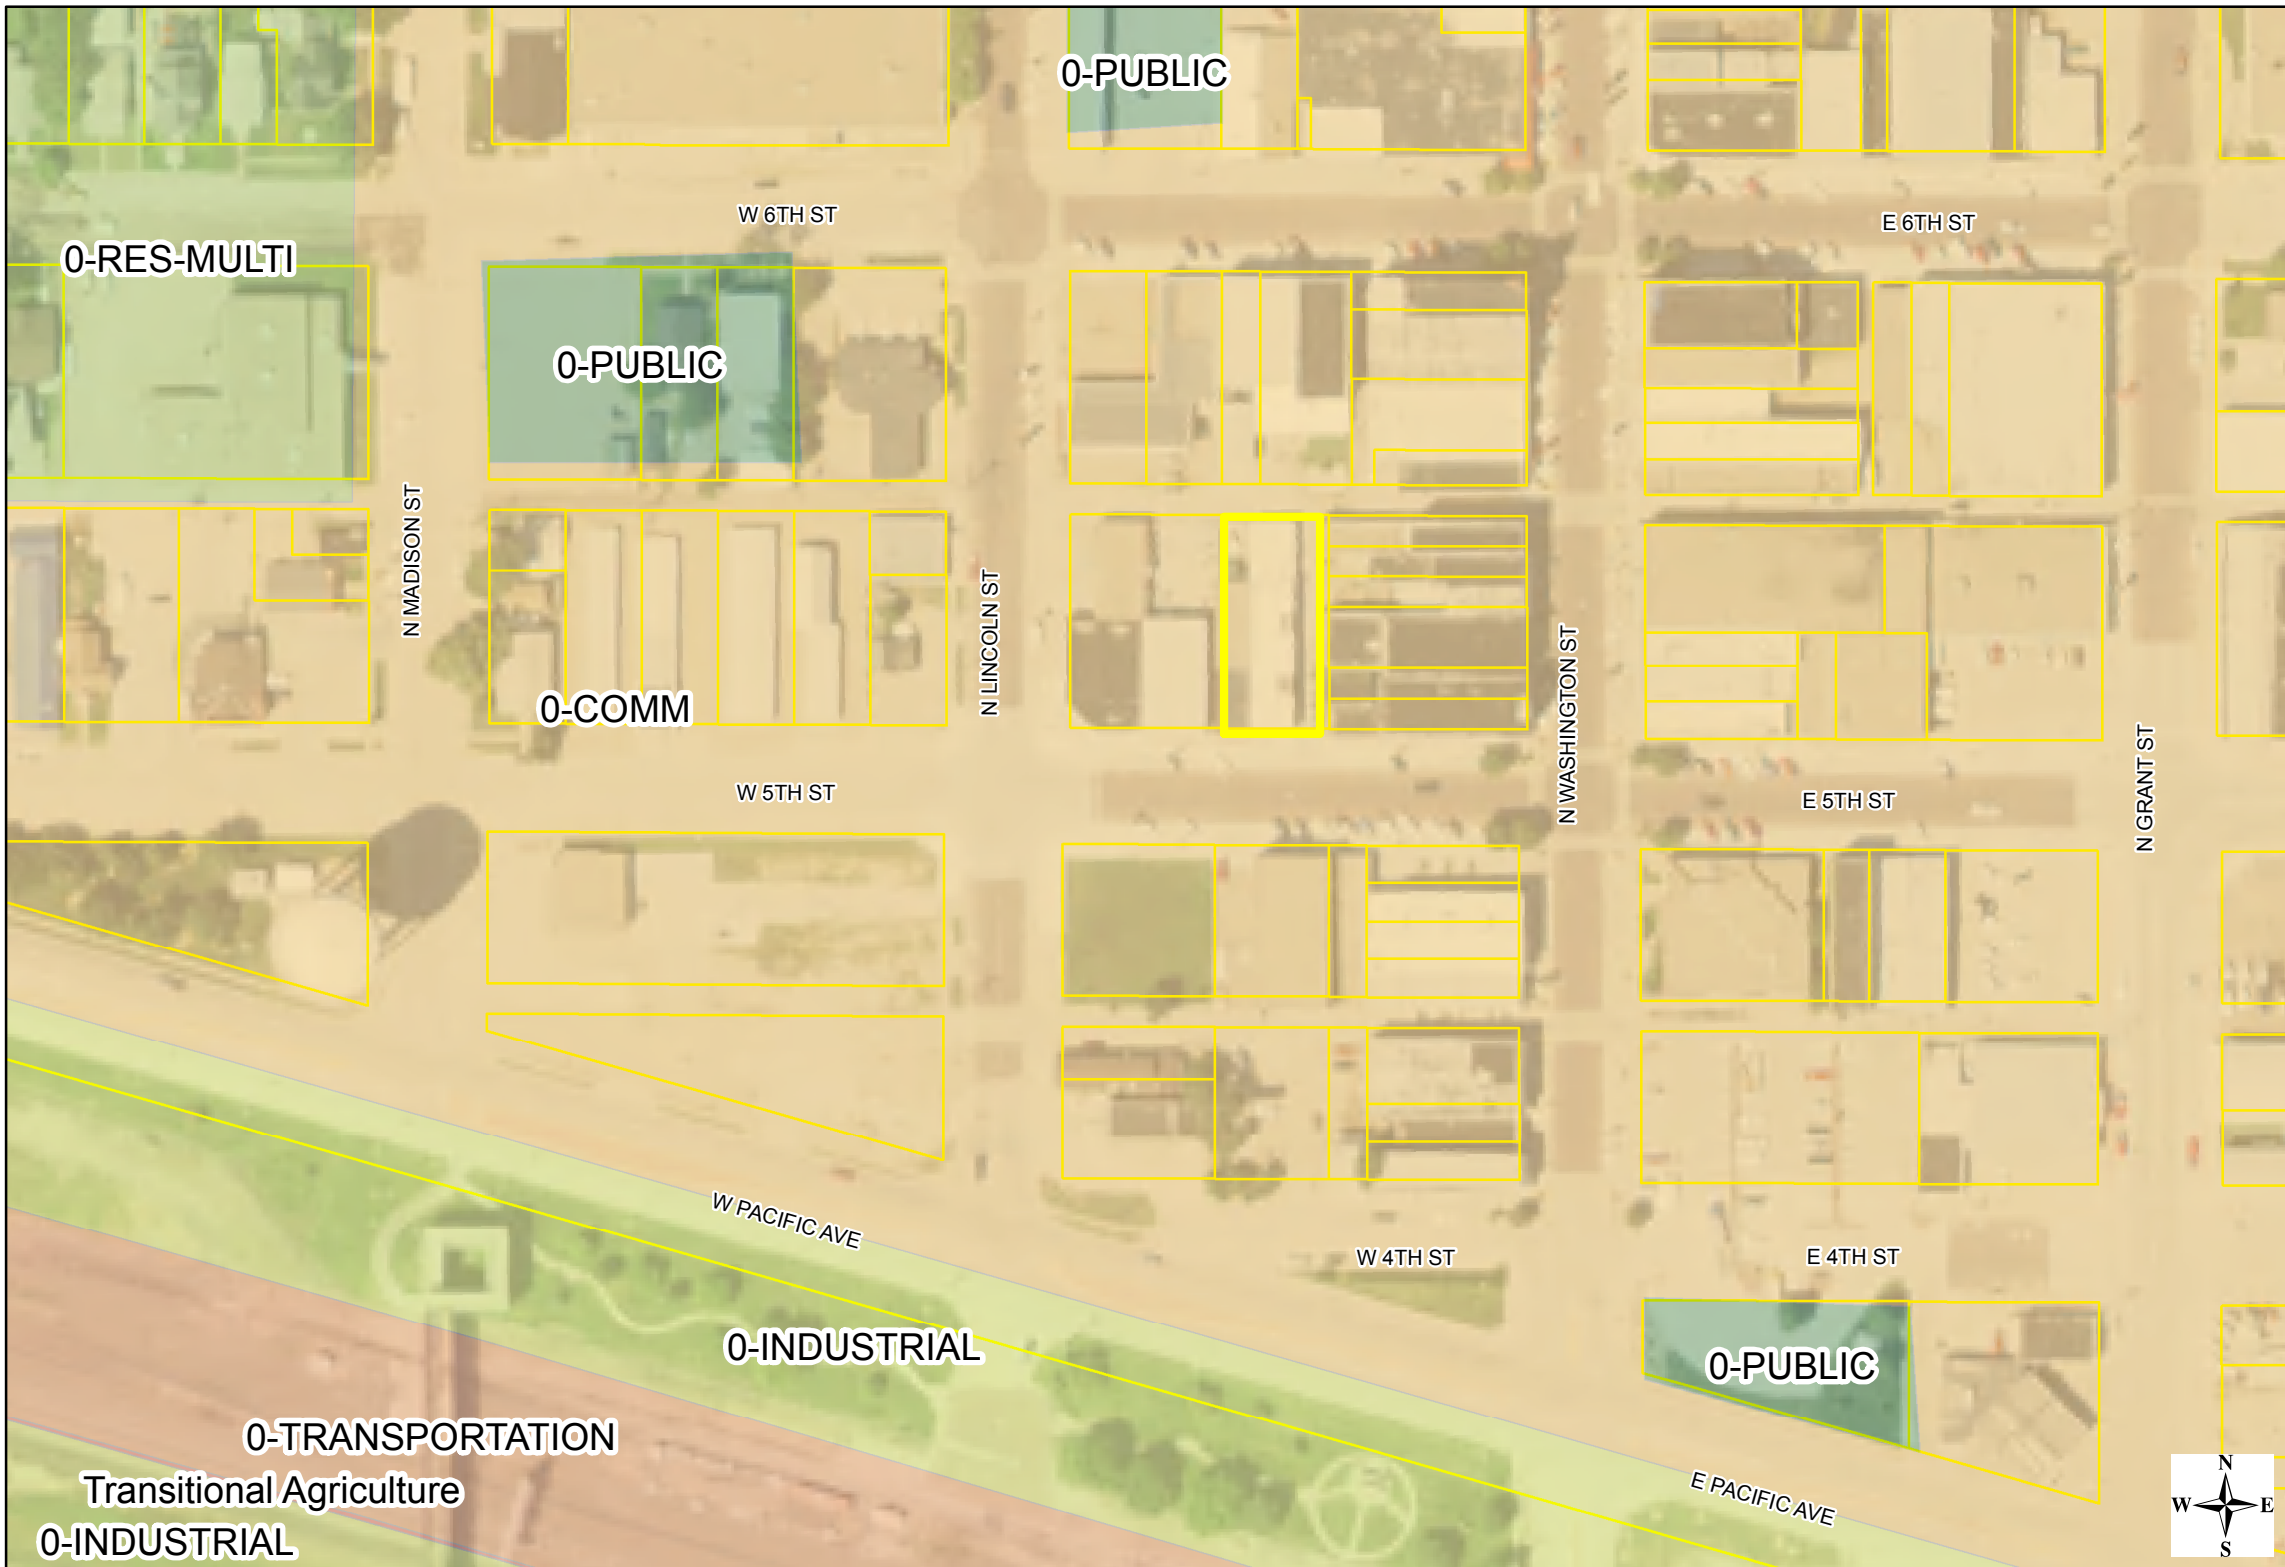 0-PUBLIC
W 6TH ST
E 6TH ST
0-RES-MULTI
0-PUBLIC
N MADISON ST
N LINCOLN ST
N WASHINGTON ST
0-COMM
N GRANT ST
W 5TH ST
E 5TH ST
W PACIFIC AVE
W 4TH ST
E 4TH ST
0-INDUSTRIAL
0-PUBLIC
0-TRANSPORTATION
Transitional Agriculture
0-INDUSTRIAL
E PACIFIC AVE
N
W E
S